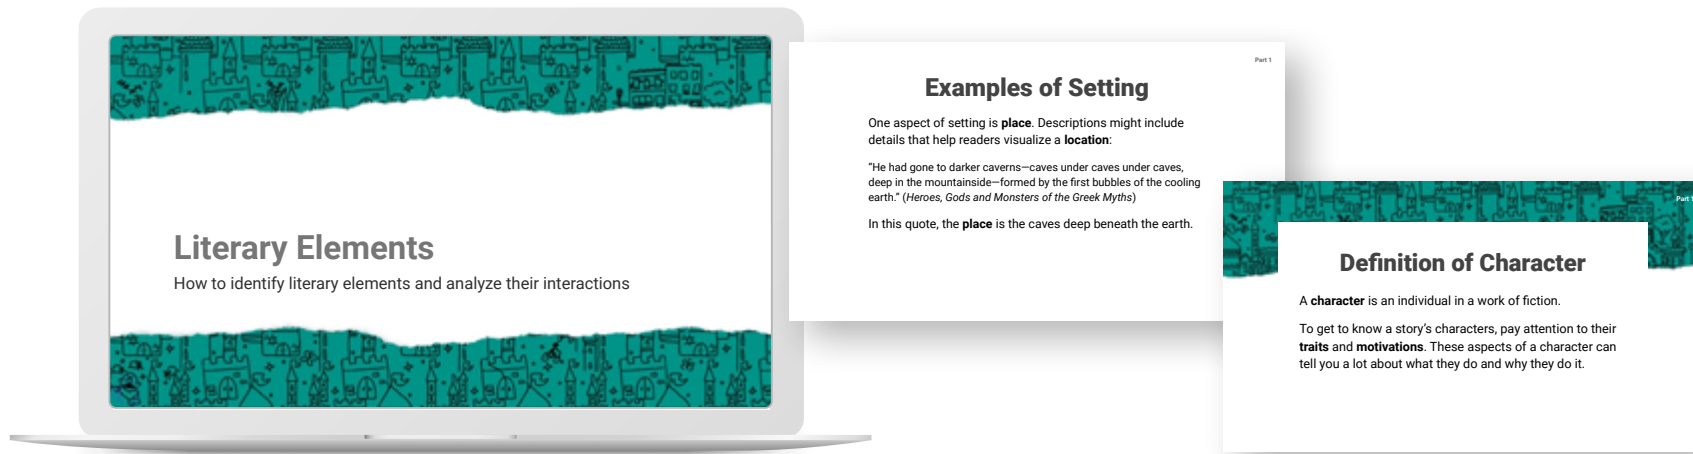 Literary Elements
How to identify literary elements and analyze their interactions
Part 1
Examples of Setting
One aspect of setting is place. Descriptions might include
details that help readers visualize a location:
“He had gone to darker caverns—caves under caves under caves,
deep in the mountainside—formed by the first bubbles of the cooling
earth.” (Heroes, Gods and Monsters of the Greek Myths)
In this quote, the place is the caves deep beneath the earth.
Part 1
Definition of Character
A character is an individual in a work of fiction.
To get to know a story’s characters, pay attention to their
traits and motivations. These aspects of a character can
tell you a lot about what they do and why they do it.